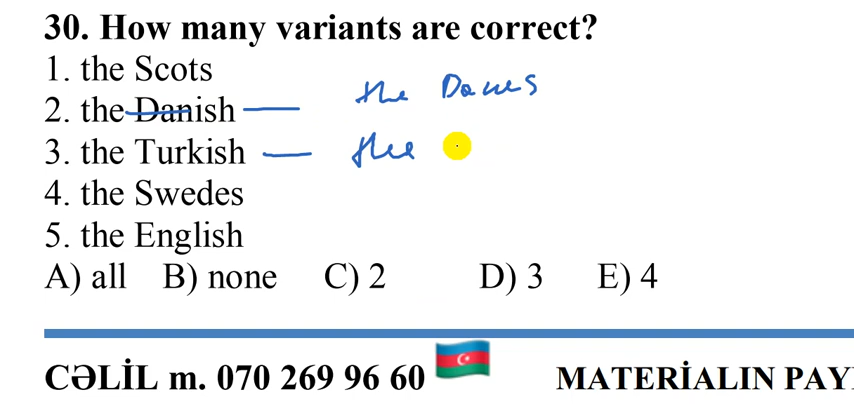 30. How many variants are correct?
1. the Scots
2. the Danish — the Danes
3. the Turkish — the
4. the Swedes
5. the English
A) all B) none C) 2 D) 3 E) 4
CƏLİL m. 070 269 96 60 MATERİALIN PAY